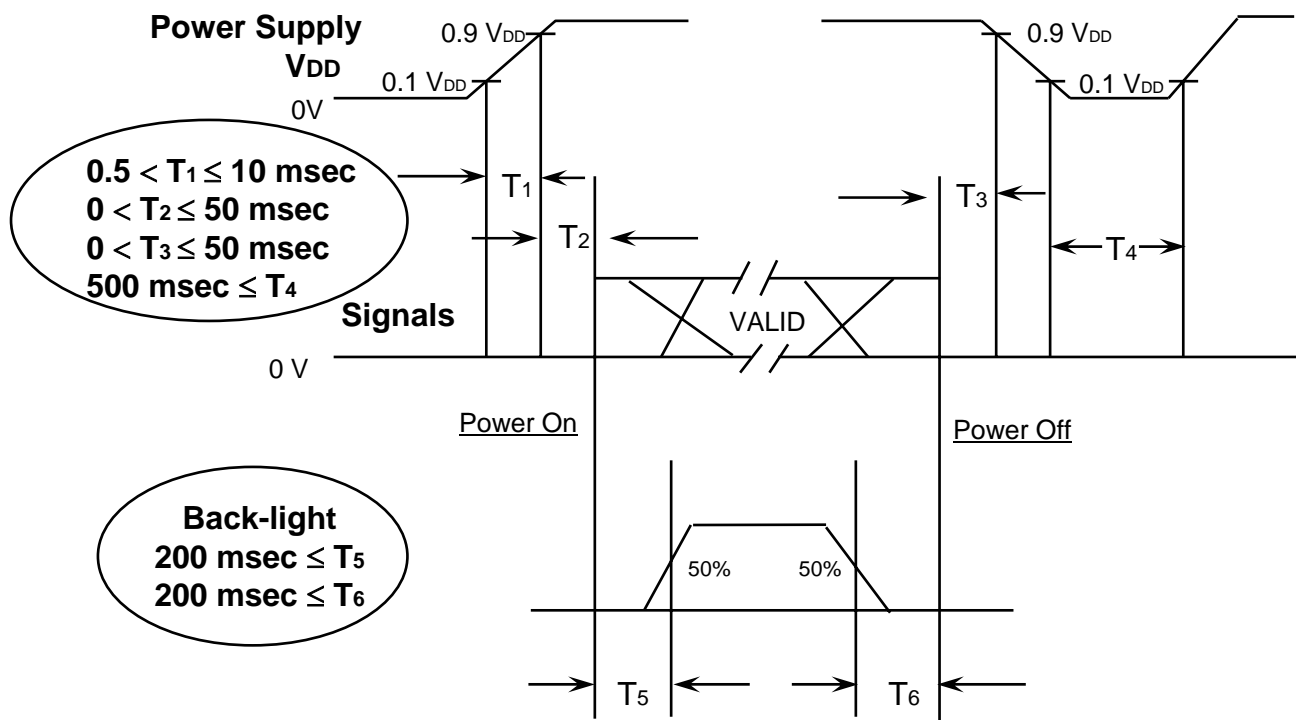 Power Supply
VDD
0.9 VDD
0.1 VDD
0V
0.9 VDD
0.1 VDD
0.5 < T1 ≤ 10 msec
0 < T2 ≤ 50 msec
0 < T3 ≤ 50 msec
500 msec ≤ T4
T1
T2
T3
T4
Signals
VALID
0 V
Power On
Power Off
Back-light
200 msec ≤ T5
200 msec ≤ T6
50%
50%
T5
T6